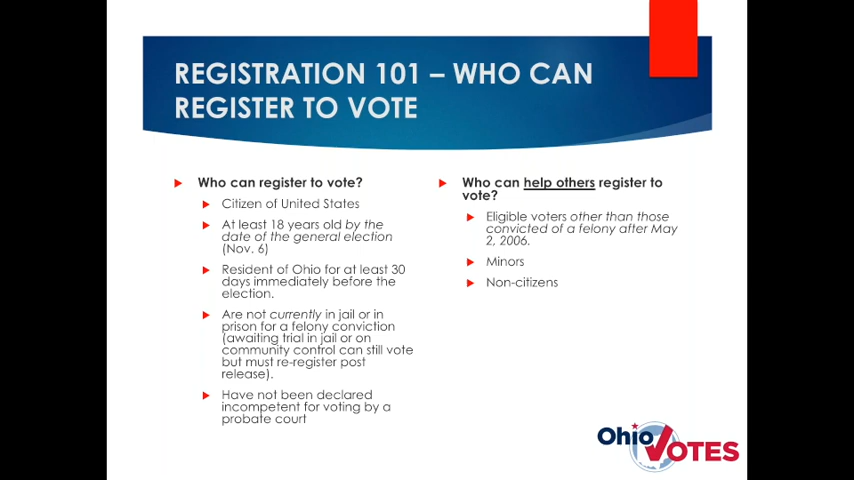 REGISTRATION 101 – WHO CAN
REGISTER TO VOTE
Who can register to vote?
Citizen of United States
At least 18 years old by the
date of the general election
(Nov. 6)
Resident of Ohio for at least 30
days immediately before the
election.
Are not currently in jail or in
prison for a felony conviction
(awaiting trial in jail or on
community control can still vote
but must re-register post
release).
Have not been declared
incompetent for voting by a
probate court
Who can help others register to
vote?
Eligible voters other than those
convicted of a felony after May
2, 2006.
Minors
Non-citizens
Ohio VOTES